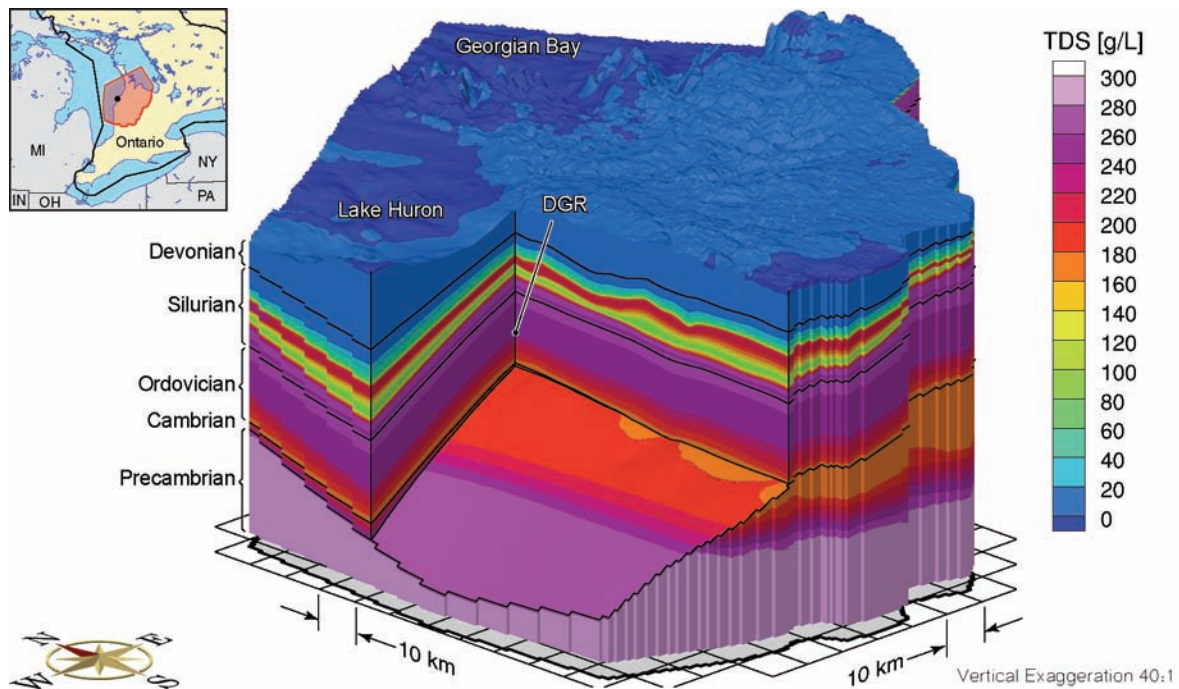 MI
Ontario
NY
PA
IN
OH
Georgian Bay
Lake Huron
DGR
Devonian
Silurian
Ordovician
Cambrian
Precambrian
TDS [g/L]
300
280
260
240
220
200
180
160
140
120
100
80
60
40
20
0
N
E
W
S
10 km
10 km
Vertical Exaggeration 40:1